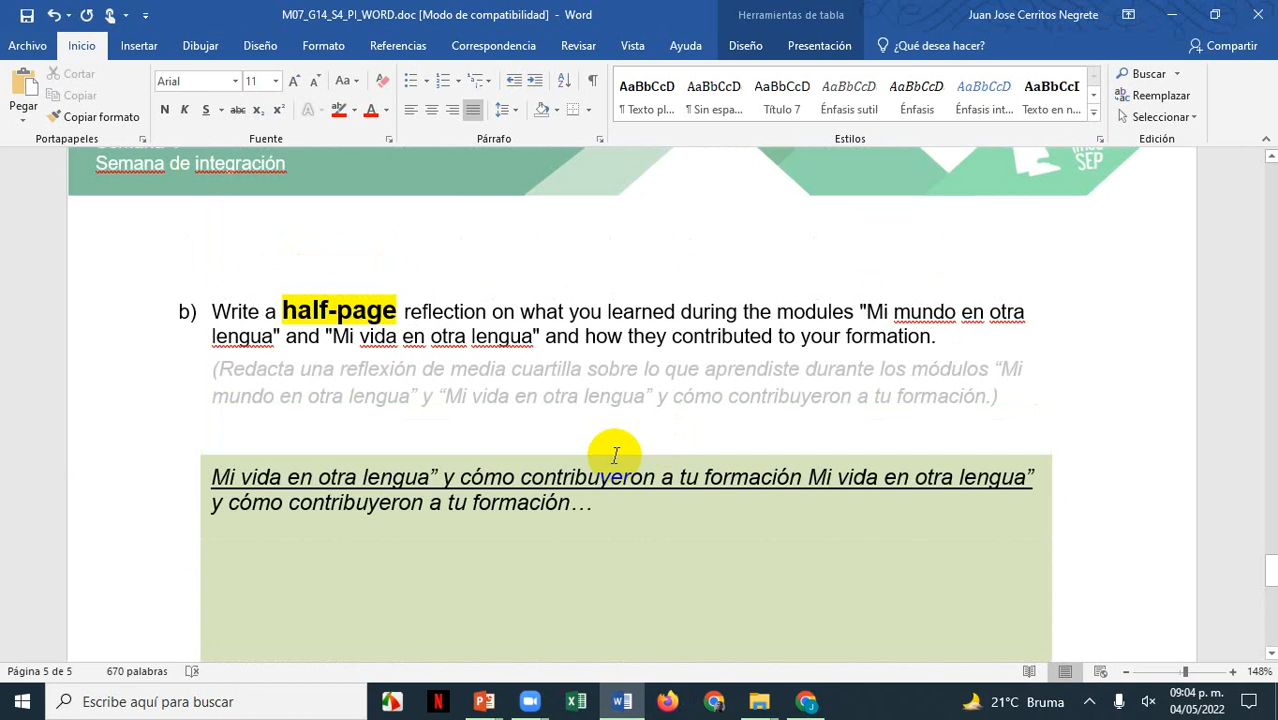 M07_G14_S4_PI_WORD.doc [Modo de compatibilidad] - Word
Herramientas de tabla
Juan Jose Cerritos Negrete
Archivo Inicio Insertar Dibujar Diseño Formato Referencias Correspondencia Revisar Vista Ayuda Diseño Presentación ¿Qué desea hacer? Compartir
Pegar
Cortar
Copiar
Copiar formato
Portapapeles
Arial 11
N K S abc x₂ x²
Fuente
Párrafo
AaBbCcD AaBbCcD AaBbCcD AaBbCcD AaBbCcD AaBbCcD AaBbCcI
¶ Texto pl... ¶ Sin espa... ¶ Título 7 Énfasis sutil Énfasis Énfasis int... Texto en n...
Estilos
Buscar
Reemplazar
Seleccionar
Edición
Semana de integración
SEP
b) Write a half-page reflection on what you learned during the modules "Mi mundo en otra
lengua" and "Mi vida en otra lengua" and how they contributed to your formation.
(Redacta una reflexión de media cuartilla sobre lo que aprendiste durante los módulos “Mi
mundo en otra lengua” y “Mi vida en otra lengua” y cómo contribuyeron a tu formación.)
Mi vida en otra lengua” y cómo contribuyeron a tu formación Mi vida en otra lengua”
y cómo contribuyeron a tu formación…
Página 5 de 5 670 palabras 148%
Escribe aquí para buscar
21°C Bruma
09:04 p. m.
04/05/2022